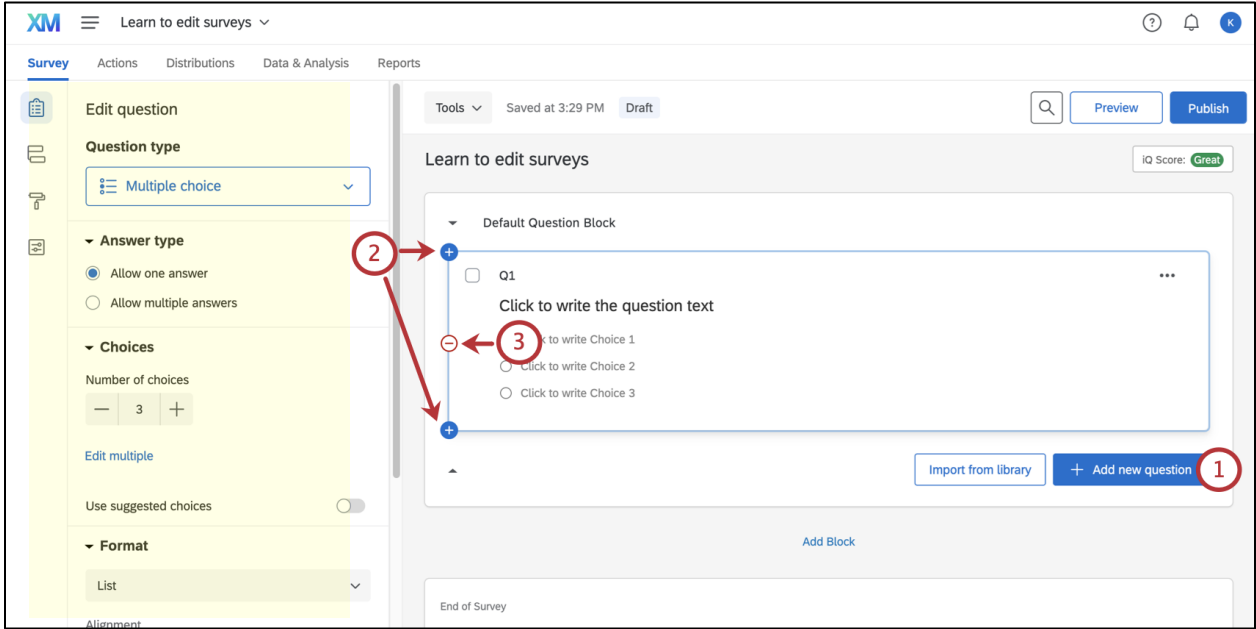 XM Learn to edit surveys K
Survey Actions Distributions Data & Analysis Reports
Edit question
Question type
Multiple choice
Answer type
Allow one answer
Allow multiple answers
Choices
Number of choices
— 3 +
Edit multiple
Use suggested choices
Format
List
Alignment
Tools Saved at 3:29 PM Draft Preview Publish
Learn to edit surveys iQ Score: Great
Default Question Block
2
Q1
Click to write the question text
3 to write Choice 1
Click to write Choice 2
Click to write Choice 3
Import from library + Add new question 1
Add Block
End of Survey